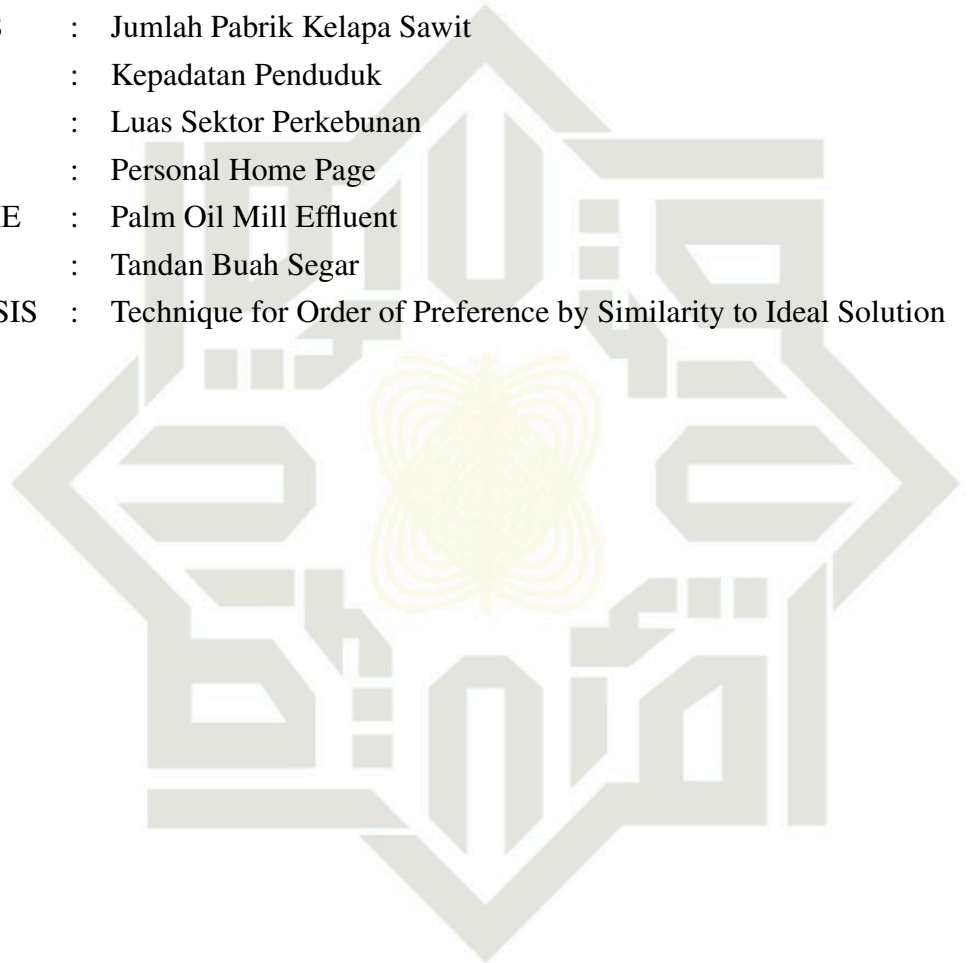 S : Jumlah Pabrik Kelapa Sawit
: Kepadatan Penduduk
: Luas Sektor Perkebunan
: Personal Home Page
IE : Palm Oil Mill Effluent
: Tandan Buah Segar
SIS : Technique for Order of Preference by Similarity to Ideal Solution